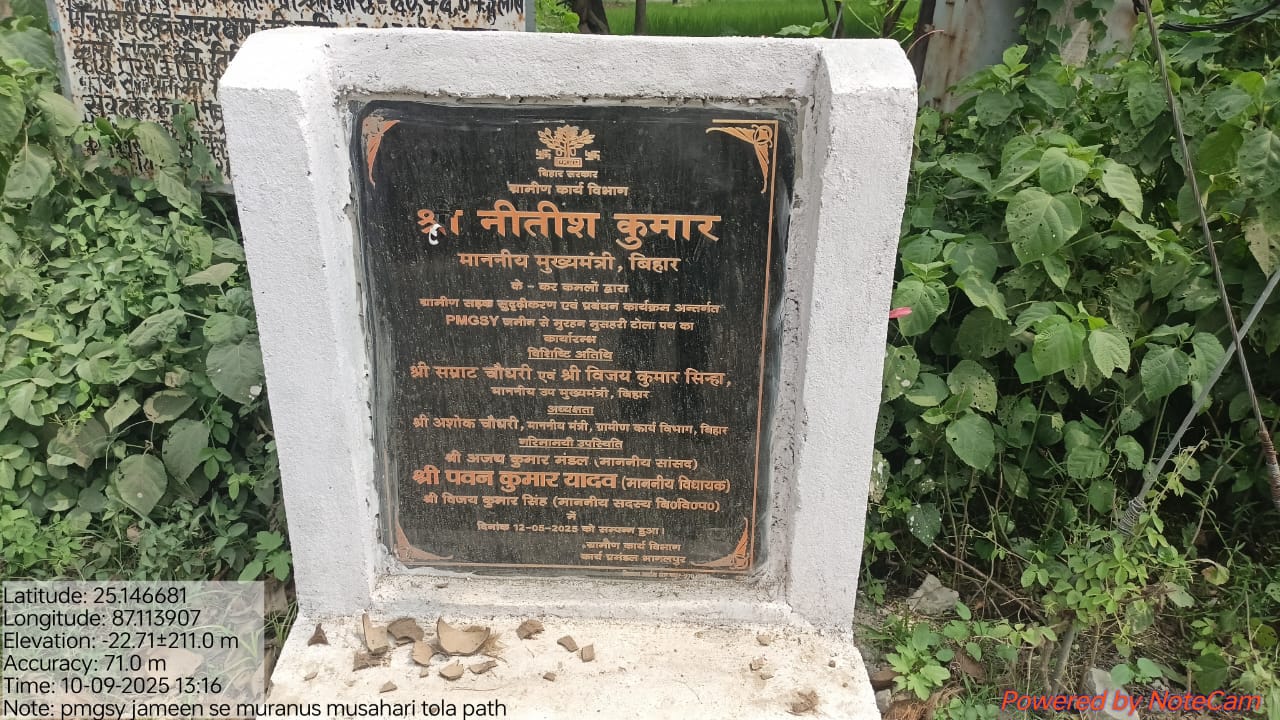 बिहार सरकार
ग्रामीण कार्य विभाग
श्री नीतीश कुमार
माननीय मुख्यमंत्री, बिहार
के - कर कमलों द्वारा
ग्रामीण सड़क सुदृढ़ीकरण एवं प्रबंधन कार्यक्रम अन्तर्गत
PMGSY जमीन से मुरहन मुसहरी टोला पथ का
कार्यारम्भ
विशिष्टि अतिथि
श्री सम्राट चौधरी एवं श्री विजय कुमार सिन्हा,
माननीय उप मुख्यमंत्री, बिहार
अध्यक्षता
श्री अशोक चौधरी, माननीय मंत्री, ग्रामीण कार्य विभाग, बिहार
गरिमामयी उपस्थिति
श्री अजय कुमार मंडल (माननीय सांसद)
श्री पवन कुमार यादव (माननीय विधायक)
श्री विजय कुमार सिंह (माननीय सदस्य बि०वि०प०)
में
दिनांक 12-05-2025 को सम्पन्न हुआ।
ग्रामीण कार्य विभाग
कार्य प्रमंडल भागलपुर
Latitude: 25.146681
Longitude: 87.113907
Elevation: -22.71±211.0 m
Accuracy: 71.0 m
Time: 10-09-2025 13:16
Note: pmgsy jameen se muranus musahari tola path
Powered by NoteCam